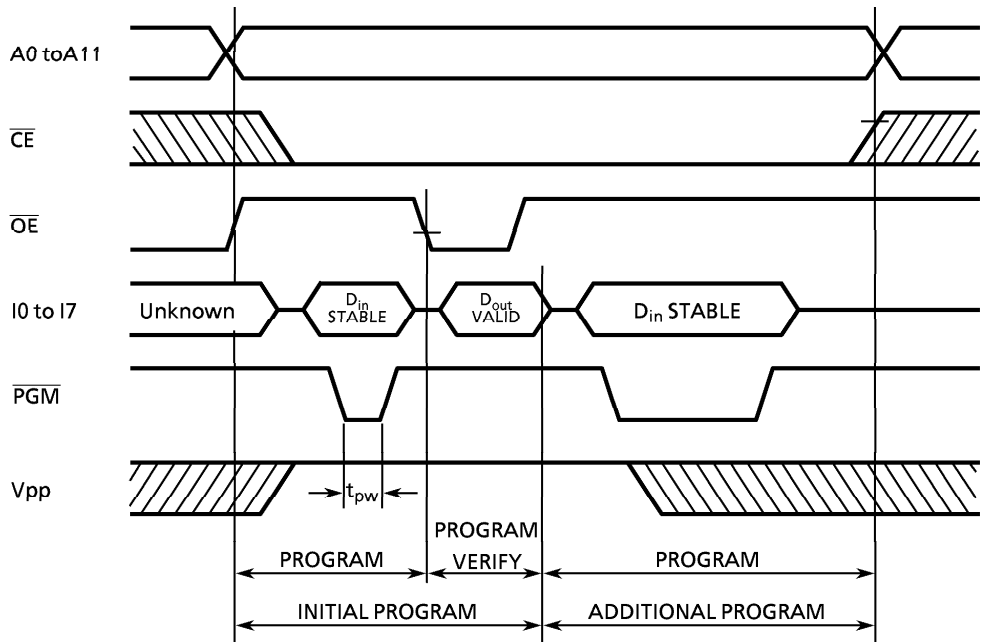 A0 toA11
CE
OE
I0 to I7
Unknown
Din
STABLE
Dout
VALID
Din STABLE
PGM
Vpp
tpw
PROGRAM
PROGRAM
VERIFY
PROGRAM
INITIAL PROGRAM
ADDITIONAL PROGRAM